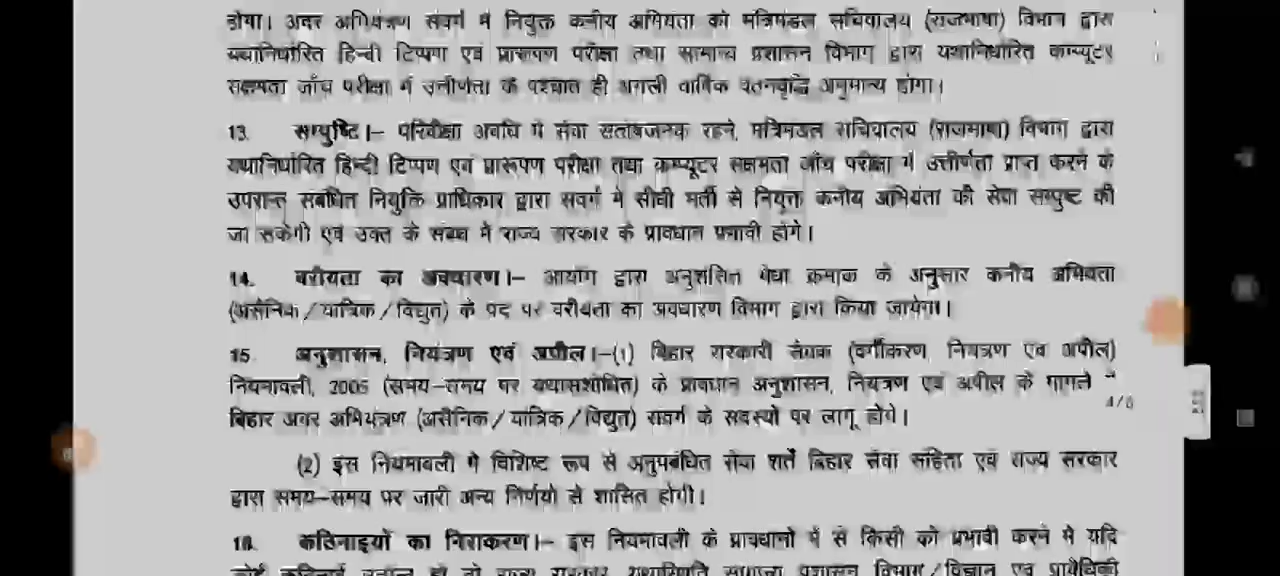 होगा। अवर अभियंत्रण संवर्ग में नियुक्त कनीय अभियंता को मंत्रिमंडल सचिवालय (राजभाषा) विभाग द्वारा
यथानिर्धारित हिन्दी टिप्पण एवं प्रारूपण परीक्षा तथा सामान्य प्रशासन विभाग द्वारा यथानिर्धारित कम्प्यूटर
सक्षमता जाँच परीक्षा में उत्तीर्णता के पश्चात ही अगली वार्षिक वेतनवृद्धि अनुमान्य होगा।
13. सम्पुष्टि।– परिवीक्षा अवधि में सेवा संतोषजनक रहने, मंत्रिमंडल सचिवालय (राजभाषा) विभाग द्वारा
यथानिर्धारित हिन्दी टिप्पण एवं प्रारूपण परीक्षा तथा कम्प्यूटर सक्षमता जाँच परीक्षा में उत्तीर्णता प्राप्त करने के
उपरान्त संबंधित नियुक्ति प्राधिकार द्वारा संवर्ग में सीधी भर्ती से नियुक्त कनीय अभियंता की सेवा सम्पुष्ट की
जा सकेगी एवं उक्त के संबंध में राज्य सरकार के प्रावधान प्रभावी होंगे।
14. वरीयता का अवधारण।– आयोग द्वारा अनुशंसित मेधा क्रमांक के अनुसार कनीय अभियंता
(असैनिक/यांत्रिक/विद्युत) के पद पर वरीयता का अवधारण विभाग द्वारा किया जायेगा।
15. अनुशासन, नियंत्रण एवं अपील।–(1) बिहार सरकारी सेवक (वर्गीकरण, नियंत्रण एवं अपील)
नियमावली, 2005 (समय–समय पर यथासंशोधित) के प्रावधान अनुशासन, नियंत्रण एवं अपील के मामले में
4/6
बिहार अवर अभियंत्रण (असैनिक/यांत्रिक/विद्युत) संवर्ग के सदस्यों पर लागू होंगे।
(2) इस नियमावली में विशिष्ट रूप से अनुपबंधित सेवा शर्तें बिहार सेवा संहिता एवं राज्य सरकार
द्वारा समय–समय पर जारी अन्य निर्णयों से शासित होगी।
16. कठिनाइयों का निराकरण।– इस नियमावली के प्रावधानों में से किसी को प्रभावी करने में यदि